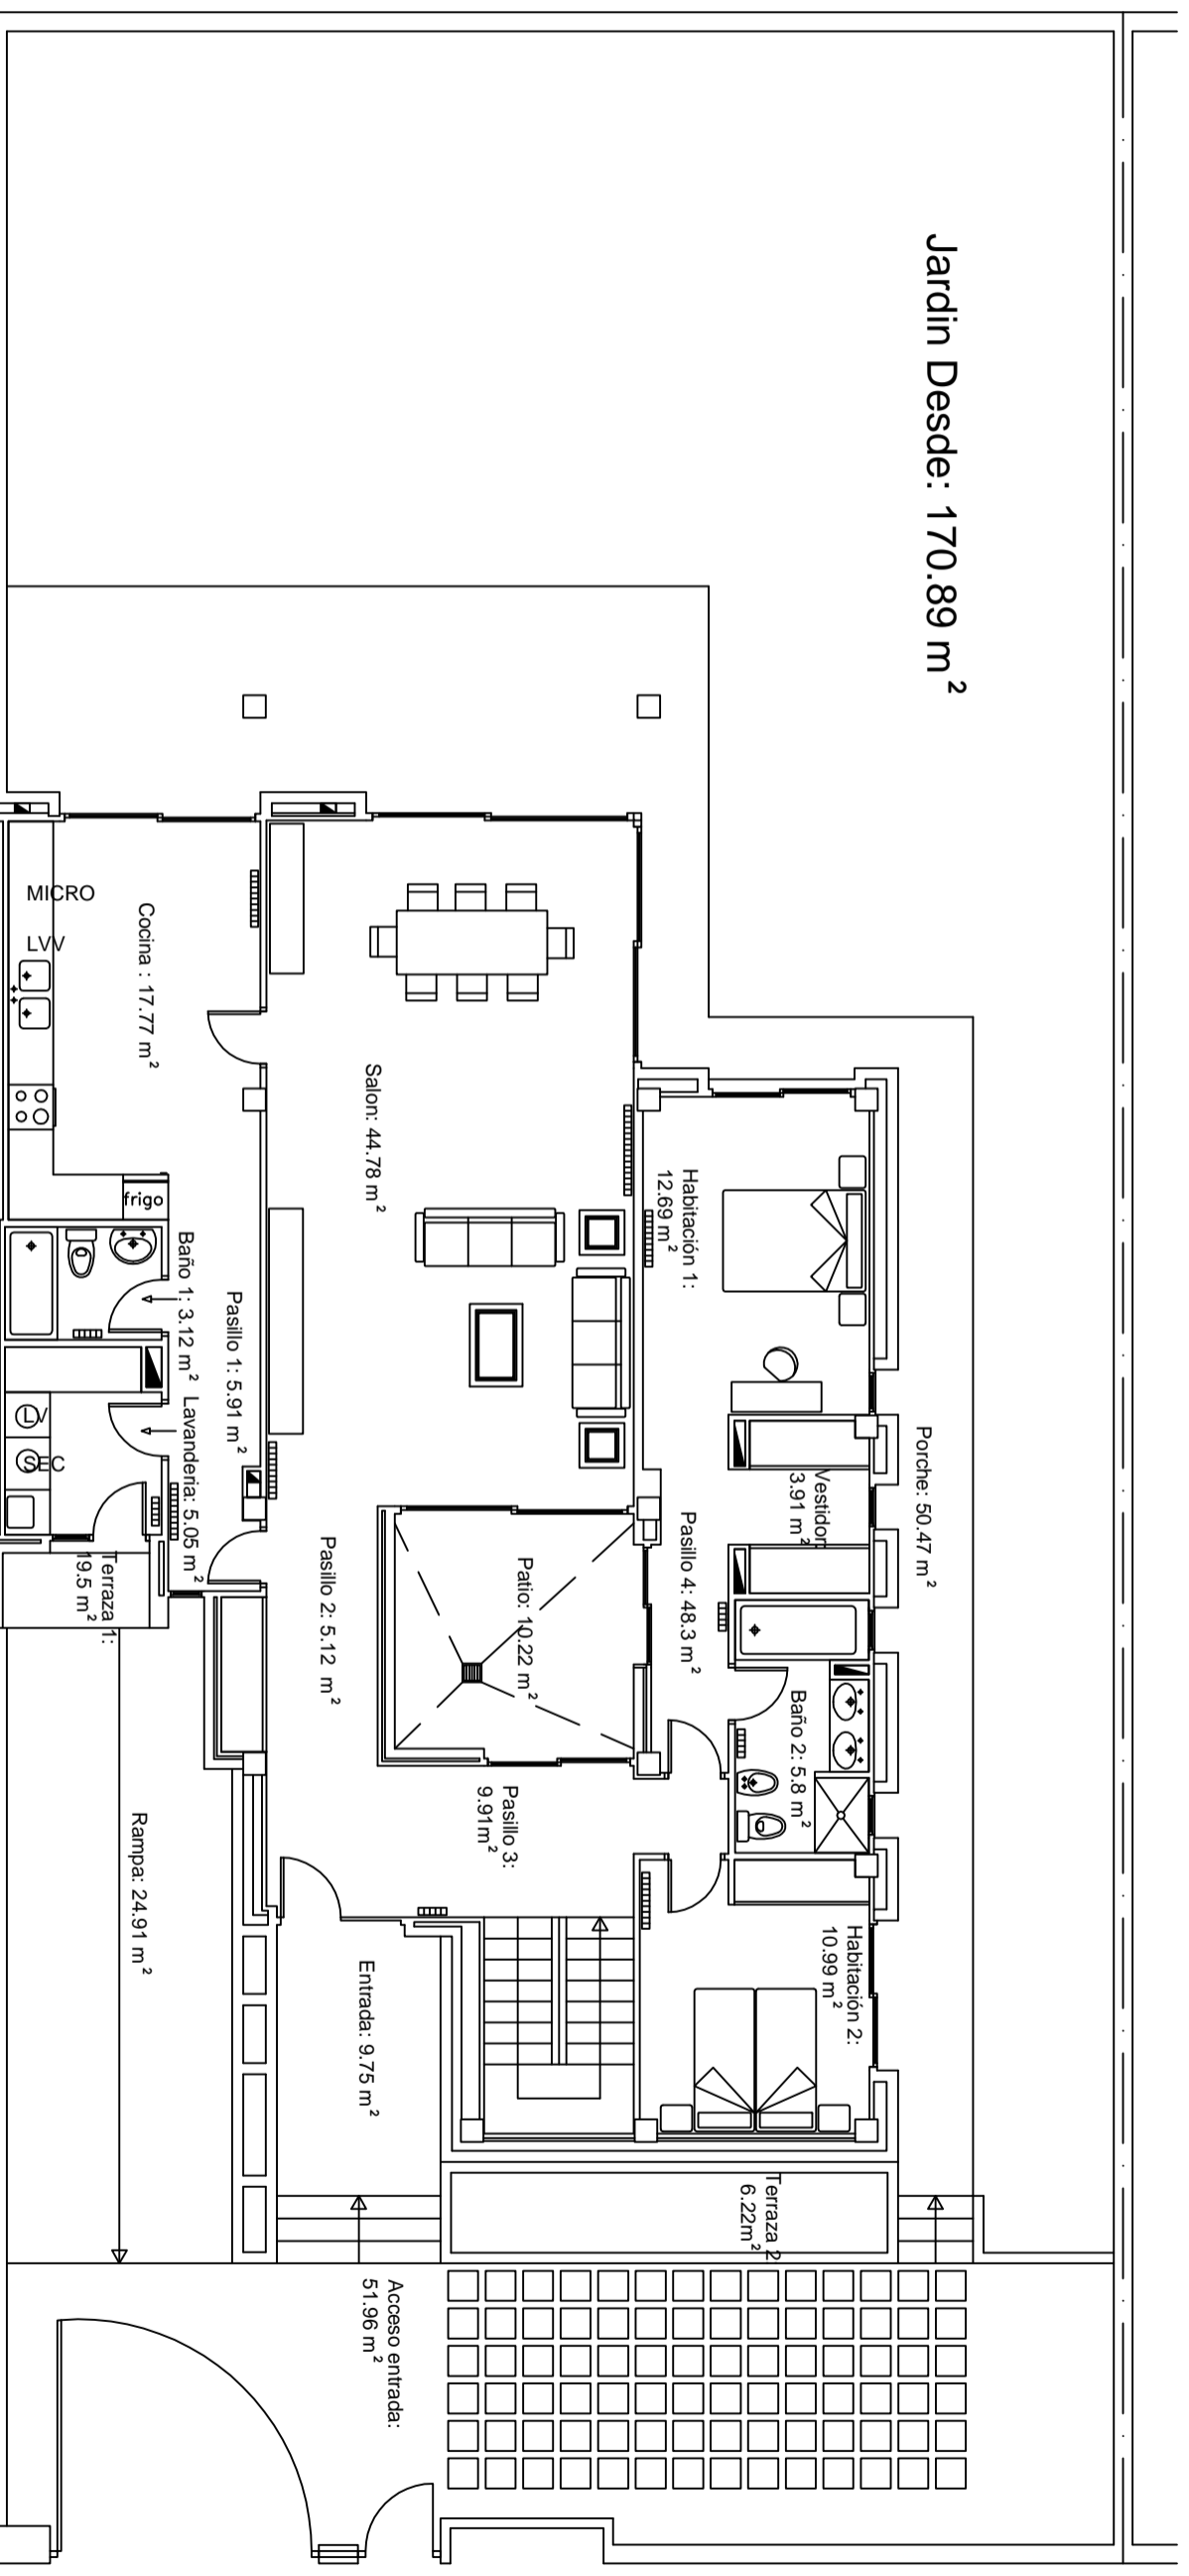 Jardin Desde: 170.89 m²
MICRO
LVV
Cocina : 17.77 m²
Salon: 44.78 m²
Habitación 1:
12.69 m²
frigo
Baño 1: 3.12 m²
Pasillo 1: 5.91 m²
Lavanderia: 5.05 m²
LV
SEC
Terraza 1:
19.5 m²
Vestidor:
3.91 m²
Porche: 50.47 m²
Pasillo 4: 48.3 m²
Patio: 10.22 m²
Pasillo 2: 5.12 m²
Baño 2: 5.8 m²
Pasillo 3:
9.91m²
Rampa: 24.91 m²
Entrada: 9.75 m²
Habitación 2:
10.99 m²
Terraza 2
6.22m²
Acceso entrada:
51.96 m²